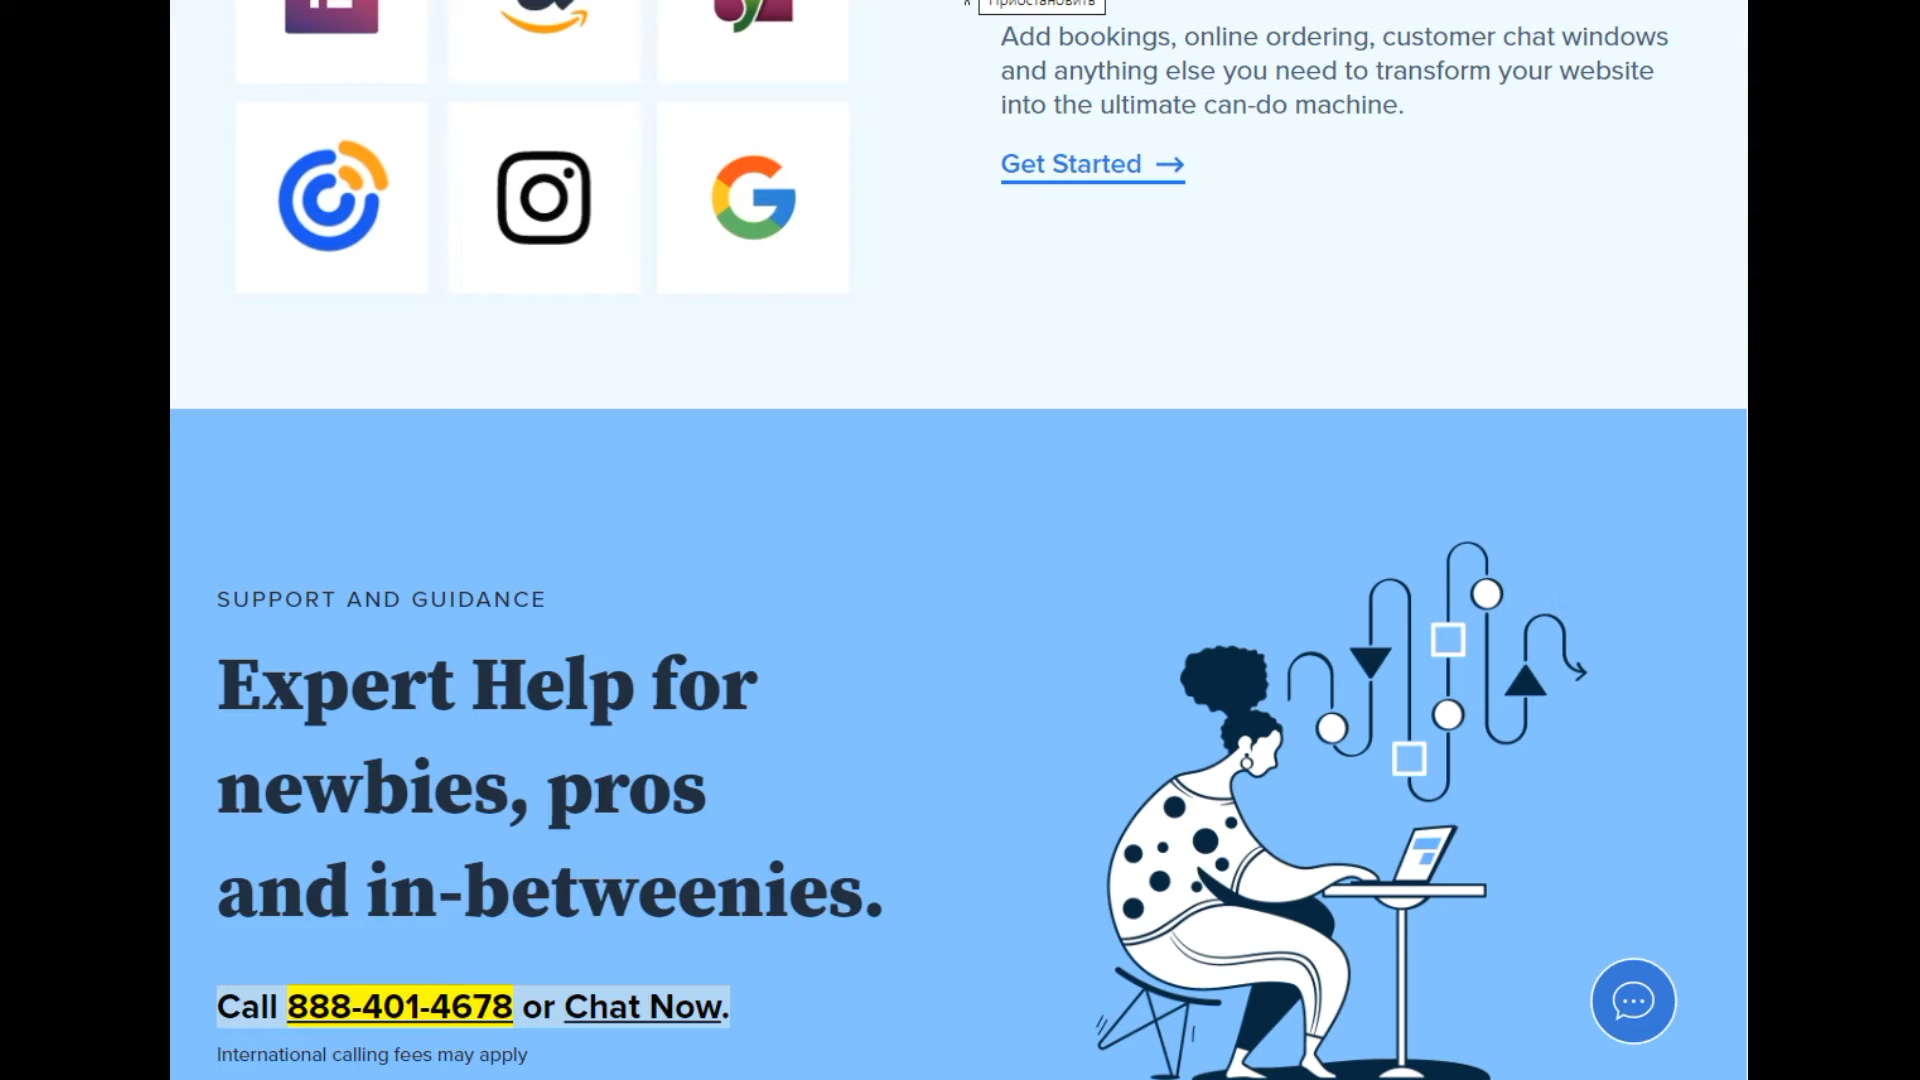 Приостановить
Add bookings, online ordering, customer chat windows
and anything else you need to transform your website
into the ultimate can-do machine.
Get Started →
SUPPORT AND GUIDANCE
Expert Help for
newbies, pros
and in-betweenies.
Call 888-401-4678 or Chat Now.
International calling fees may apply